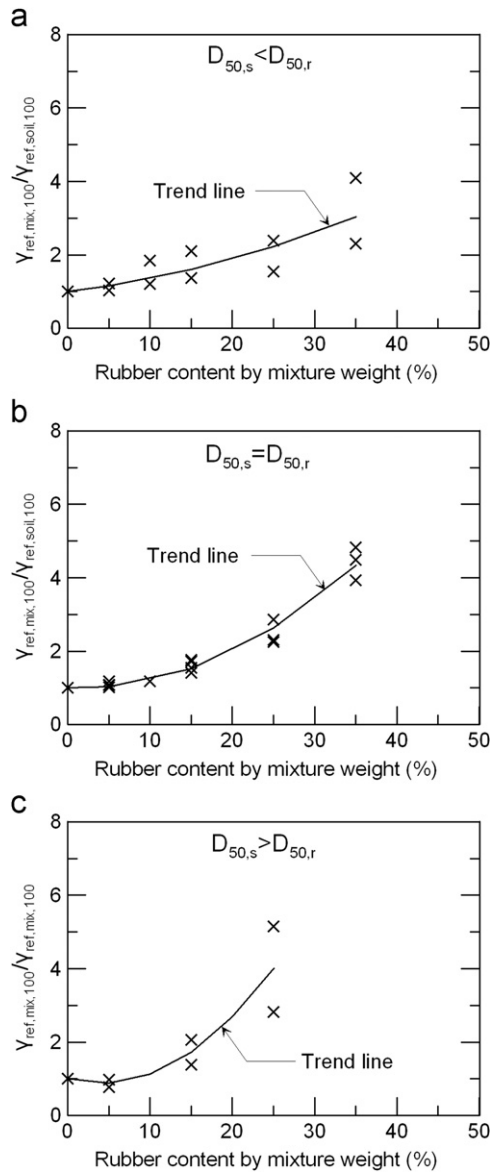 a
D50,s<D50,r
γref,mix,100/γref,soil,100
8
6
4
2
0
Trend line
0 10 20 30 40 50
Rubber content by mixture weight (%)
b
D50,s=D50,r
γref,mix,100/γref,soil,100
8
6
4
2
0
Trend line
0 10 20 30 40 50
Rubber content by mixture weight (%)
c
D50,s>D50,r
γref,mix,100/γref,mix,100
8
6
4
2
0
Trend line
0 10 20 30 40 50
Rubber content by mixture weight (%)